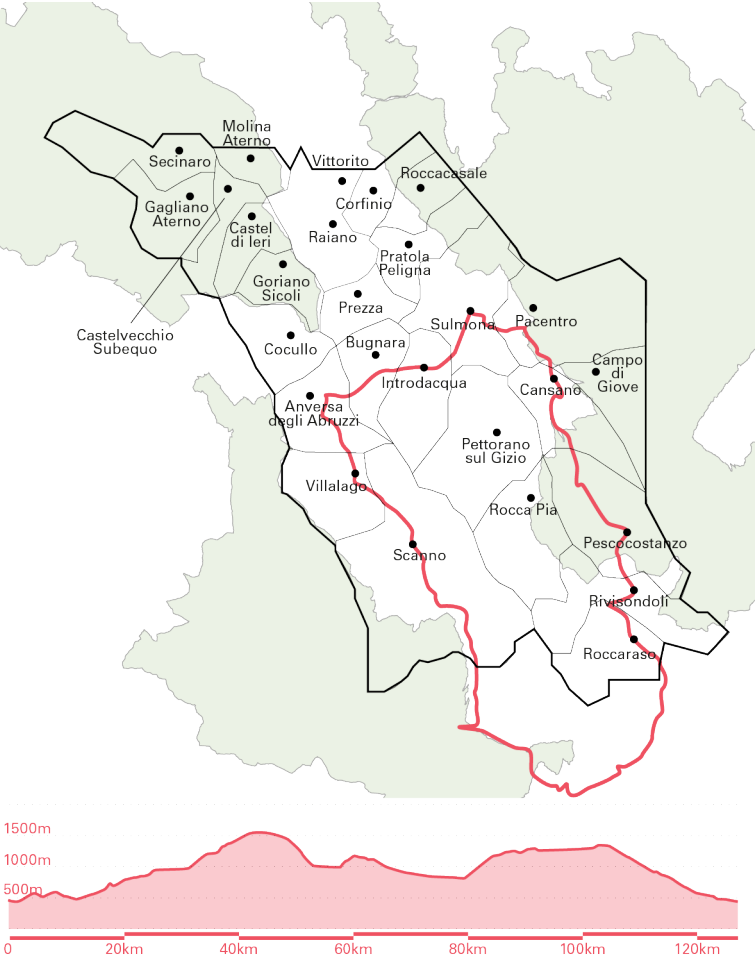 Molina
Aterno
Secinaro
Vittorito
Roccacasale
Gagliano
Aterno
Corfinio
Castel
di Ieri
Raiano
Pratola
Peligna
Goriano
Sicoli
Prezza
Castelvecchio
Subequo
Sulmona
Pacentro
Cocullo
Bugnara
Campo
di
Giove
Introdacqua
Cansano
Anversa
degli Abruzzi
Pettorano
sul Gizio
Villalago
Rocca Pia
Scanno
Pescocostanzo
Rivisondoli
Roccaraso
1500m
1000m
500m
0 20km 40km 60km 80km 100km 120km